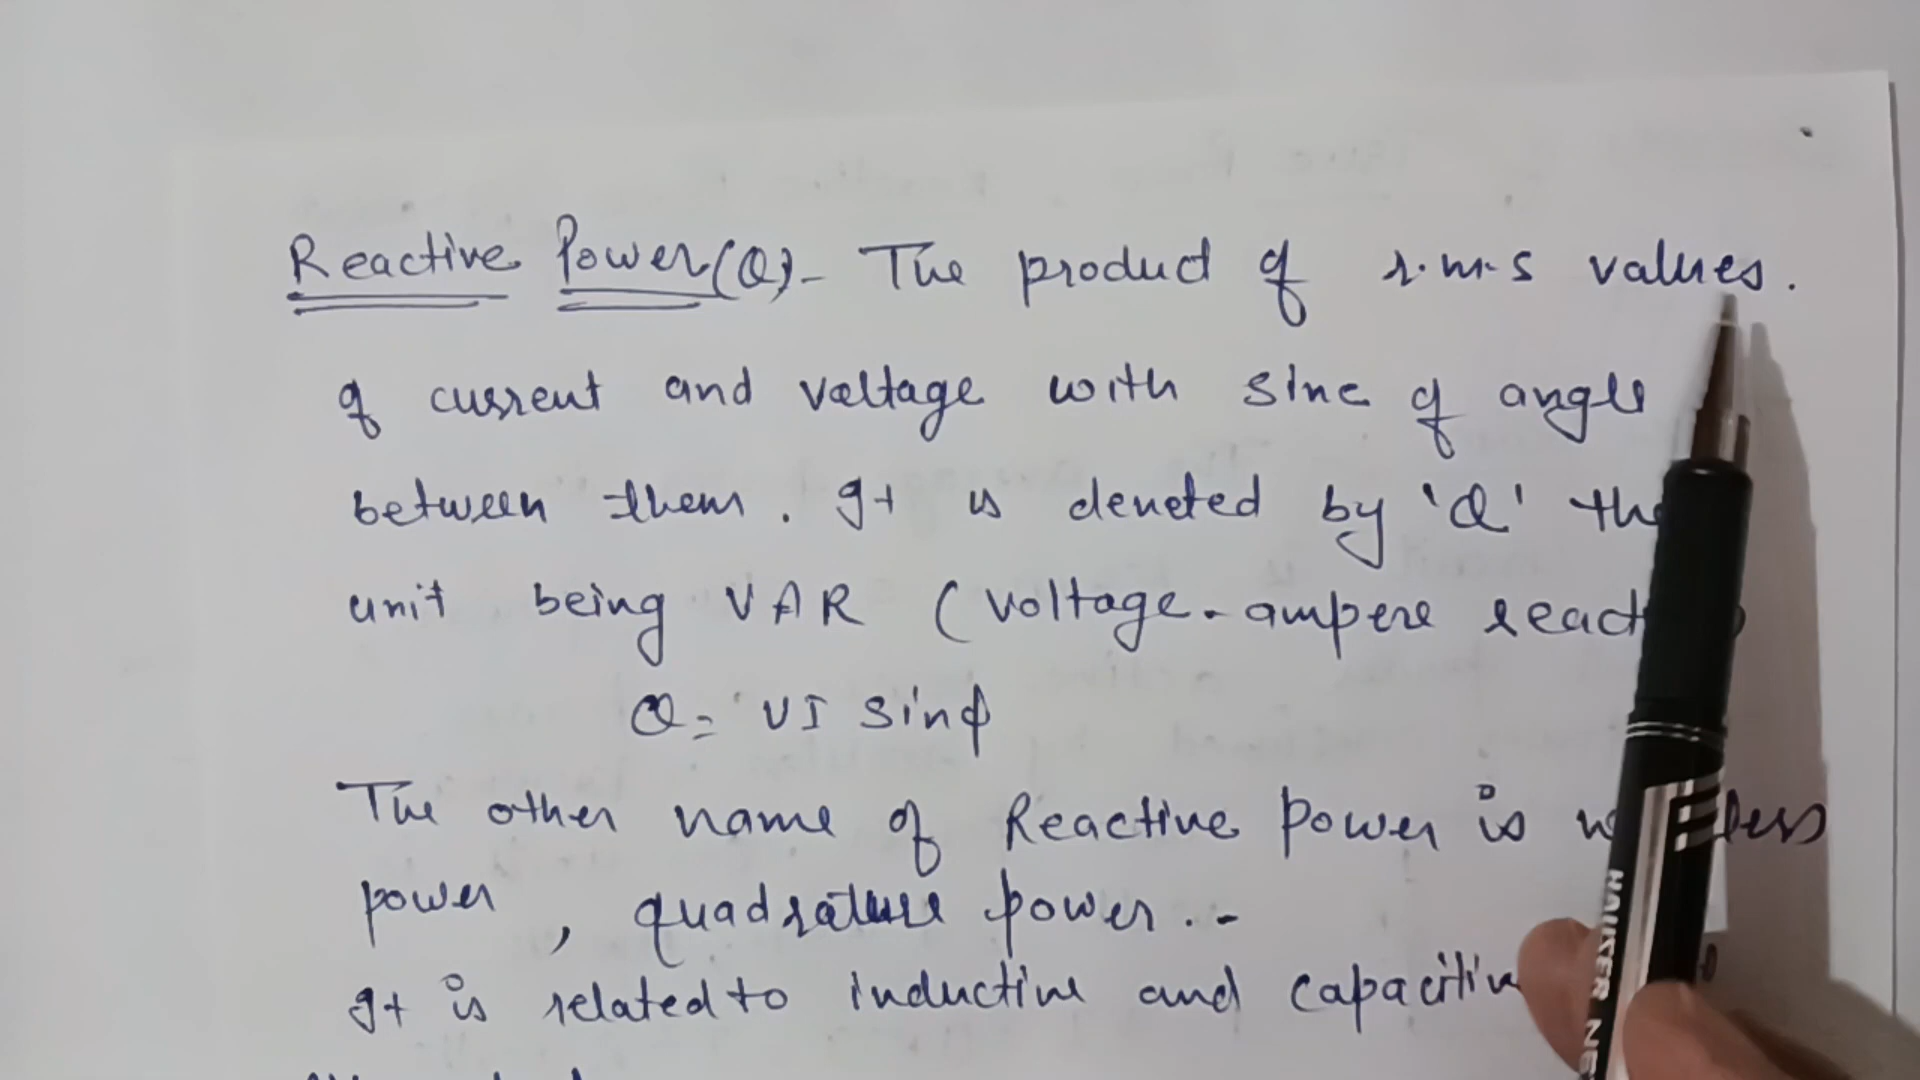 Reactive Power (Q) - The product of r.m.s values.
of current and voltage with sine of angle
between them. It is denoted by 'Q' the
unit being VAR (voltage-ampere react
Q = VI sinϕ
The other name of Reactive Power is
power, quadrature power. -
It is related to inductive and capacitive
HAUSER